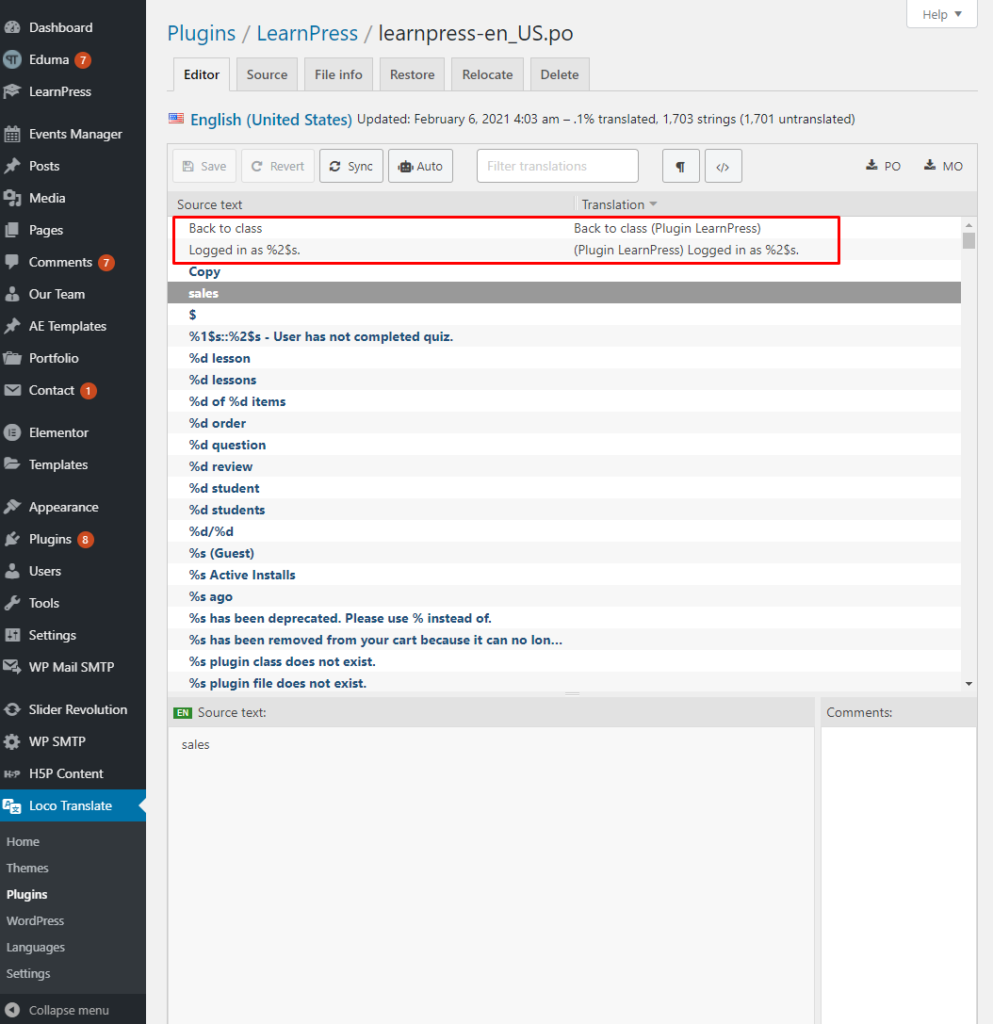 Help
Plugins / LearnPress / learnpress-en_US.po
Editor Source File info Restore Relocate Delete
English (United States) Updated: February 6, 2021 4:03 am – .1% translated, 1,703 strings (1,701 untranslated)
Save Revert Sync Auto Filter translations ¶ </> PO MO
Source text Translation
Back to class Back to class (Plugin LearnPress)
Logged in as %2$s. (Plugin LearnPress) Logged in as %2$s.
Copy
sales
$
%1$s::%2$s - User has not completed quiz.
%d lesson
%d lessons
%d of %d items
%d order
%d question
%d review
%d student
%d students
%d/%d
%s (Guest)
%s Active Installs
%s ago
%s has been deprecated. Please use % instead of.
%s has been removed from your cart because it can no lon...
%s plugin class does not exist.
%s plugin file does not exist.
EN Source text:
sales
Comments:
Dashboard
Eduma 7
LearnPress
Events Manager
Posts
Media
Pages
Comments 7
Our Team
AE Templates
Portfolio
Contact 1
Elementor
Templates
Appearance
Plugins 8
Users
Tools
Settings
WP Mail SMTP
Slider Revolution
WP SMTP
H5P H5P Content
Loco Translate
Home
Themes
Plugins
WordPress
Languages
Settings
Collapse menu